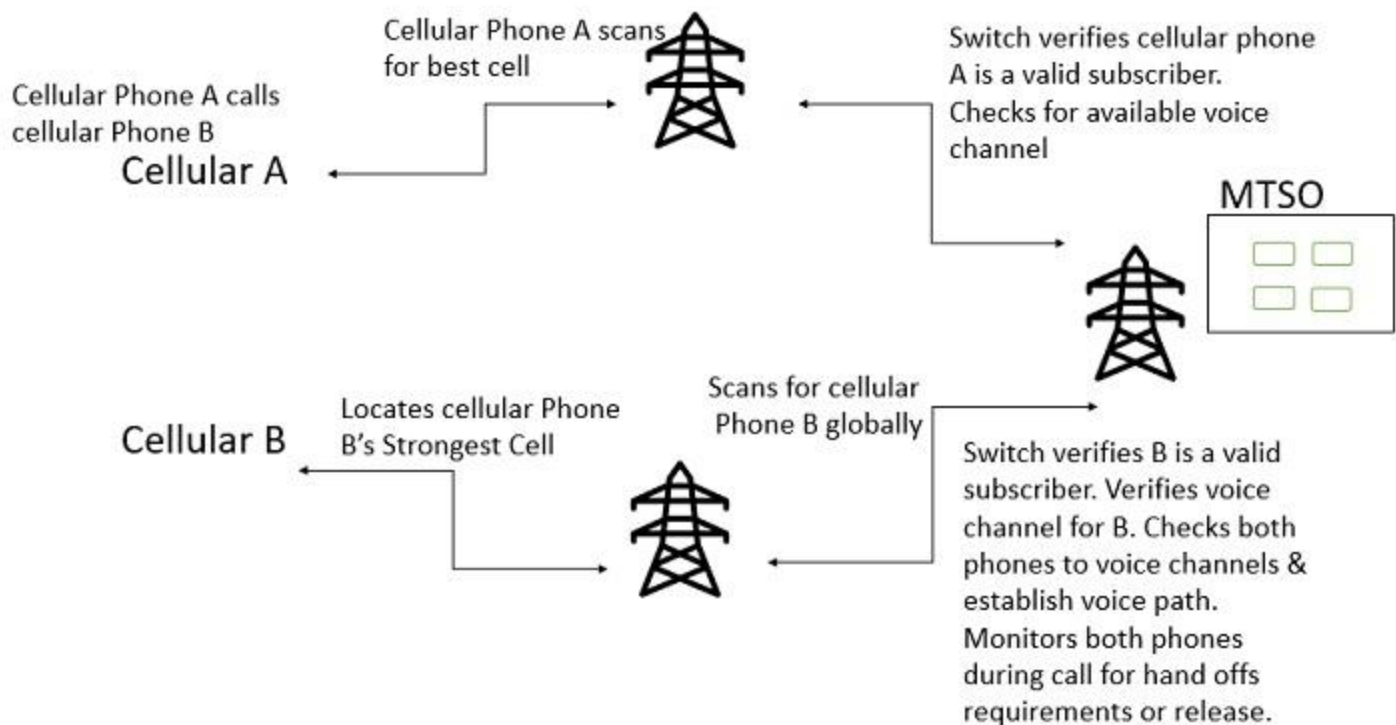 Cellular Phone A scans
for best cell
Switch verifies cellular phone
A is a valid subscriber.
Checks for available voice
channel
Cellular Phone A calls
cellular Phone B
Cellular A
MTSO
Scans for cellular
Phone B globally
Locates cellular Phone
B's Strongest Cell
Cellular B
Switch verifies B is a valid
subscriber. Verifies voice
channel for B. Checks both
phones to voice channels &
establish voice path.
Monitors both phones
during call for hand offs
requirements or release.